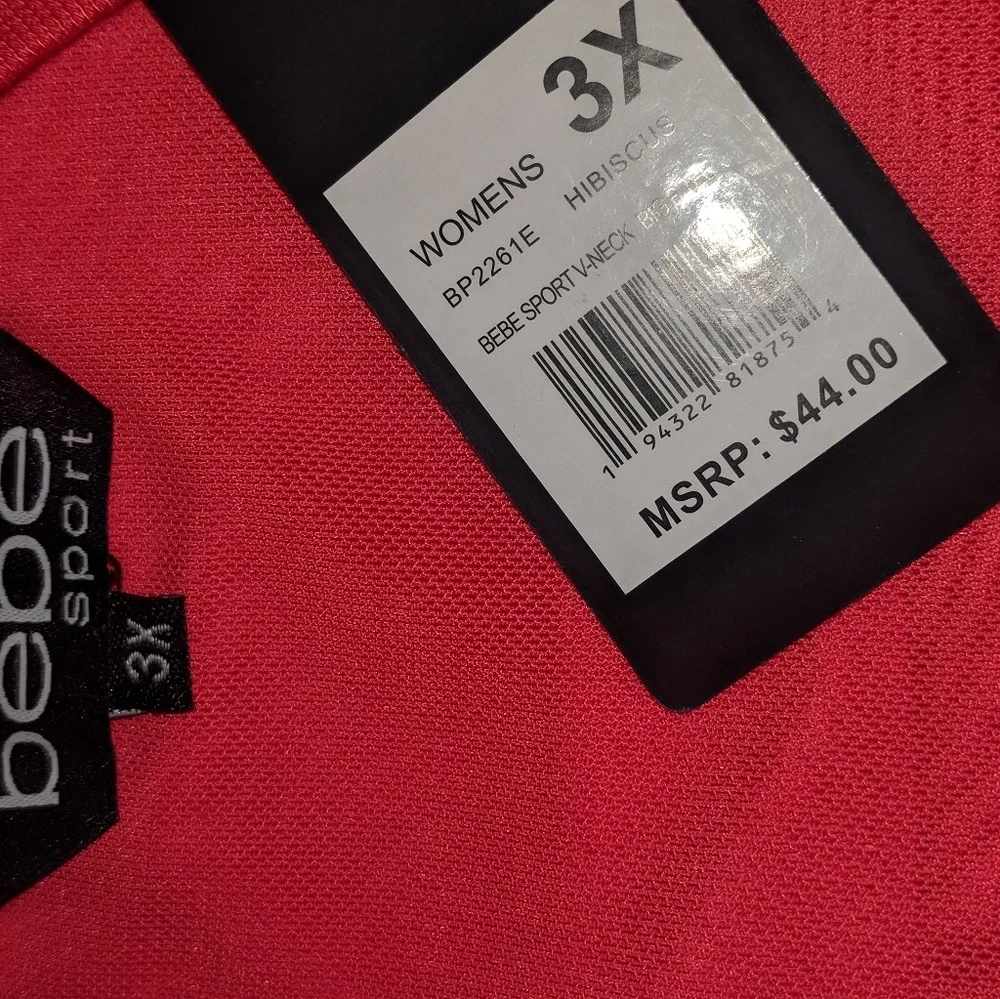 3X
WOMENS
BP2261E HIBISCUS
BEBE SPORT V-NECK
1 94322 81875 4
MSRP: $44.00
bebe
sport
3X